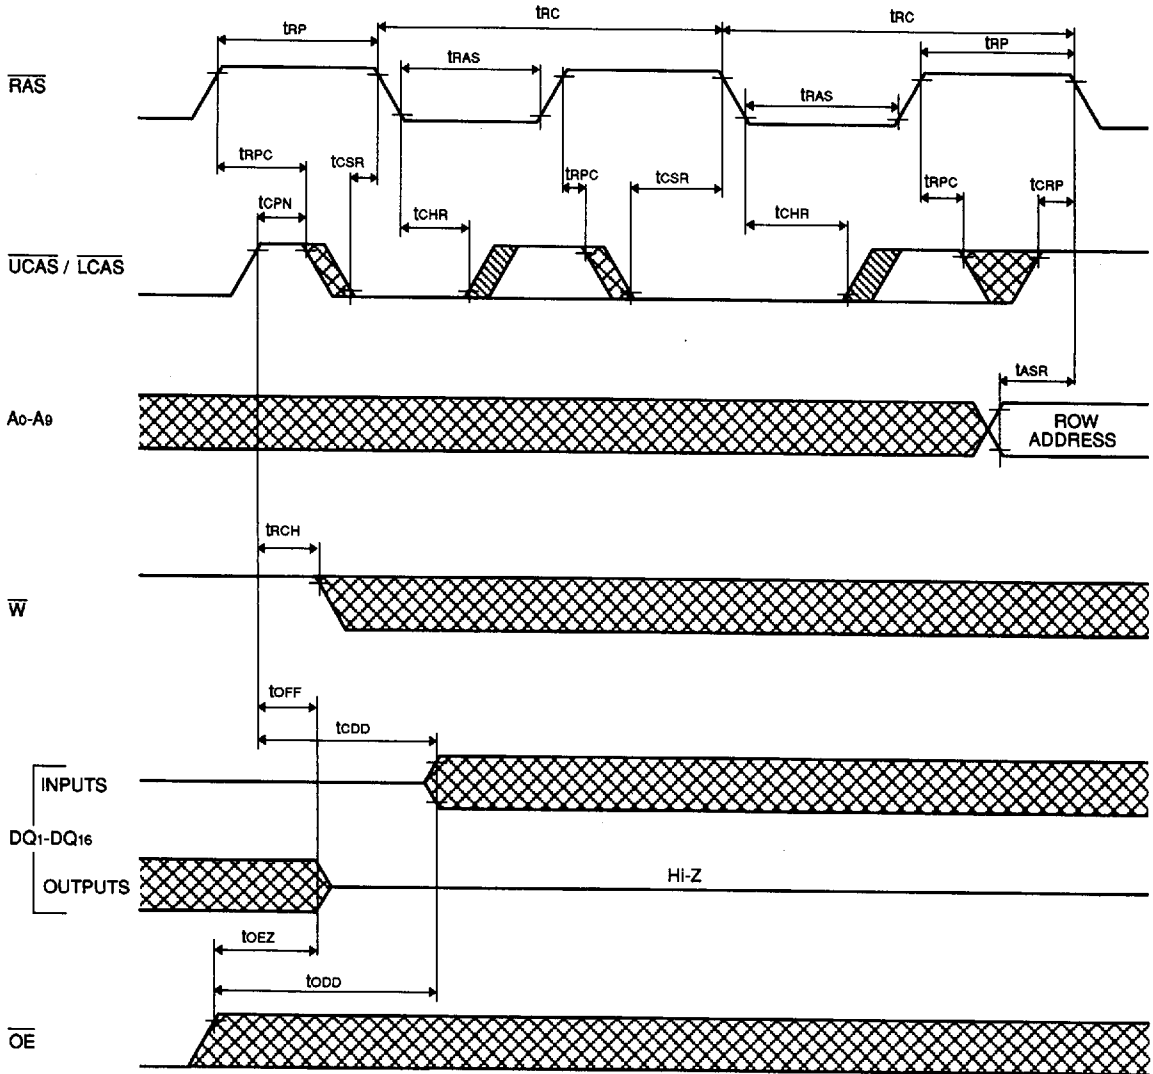 tRC
tRC
tRP
tRP
tRAS
tRAS
RAS
tRPC
tCSR
tRPC
tCSR
tRPC
tCRP
tCPN
tCHR
tCHR
UCAS / LCAS
tASR
A0-A9
ROW
ADDRESS
tRCH
W
tOFF
tCDD
INPUTS
DQ1-DQ16
OUTPUTS
Hi-Z
tOEZ
tODD
OE